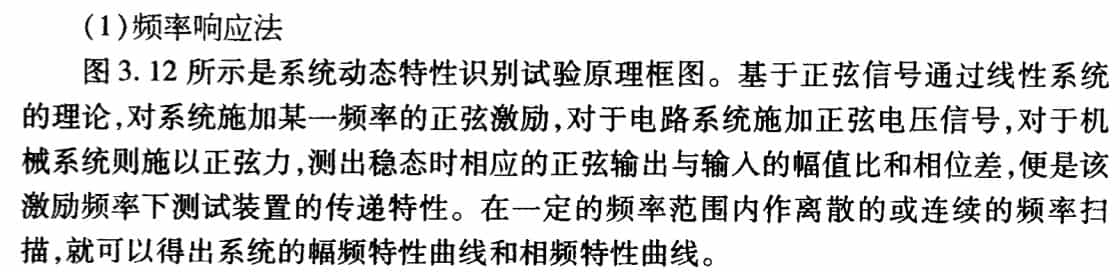 (1)频率响应法
图3.12所示是系统动态特性识别试验原理框图。基于正弦信号通过线性系统
的理论,对系统施加某一频率的正弦激励,对于电路系统施加正弦电压信号,对于机
械系统则施以正弦力,测出稳态时相应的正弦输出与输入的幅值比和相位差,便是该
激励频率下测试装置的传递特性。在一定的频率范围内作离散的或连续的频率扫
描,就可以得出系统的幅频特性曲线和相频特性曲线。